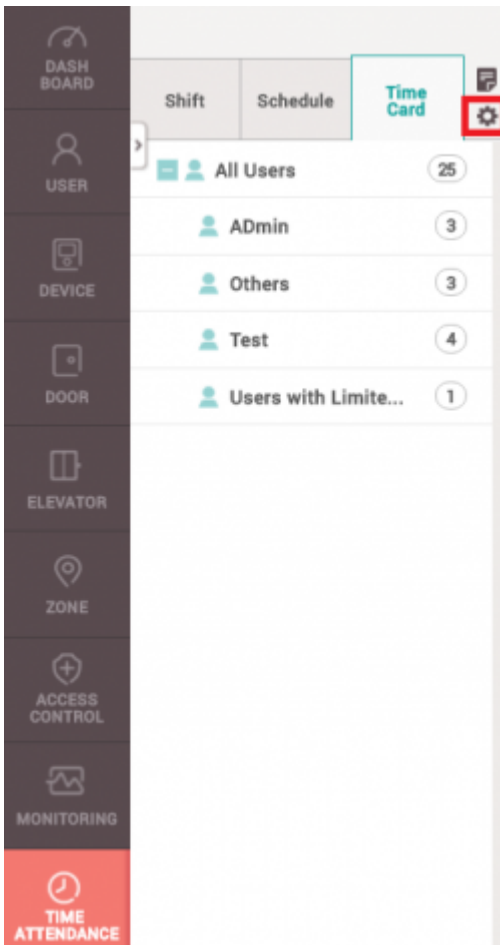 DASH
BOARD
USER
DEVICE
DOOR
ELEVATOR
ZONE
ACCESS
CONTROL
MONITORING
TIME
ATTENDANCE
Shift
Schedule
Time
Card
All Users 25
ADmin 3
Others 3
Test 4
Users with Limite... 1